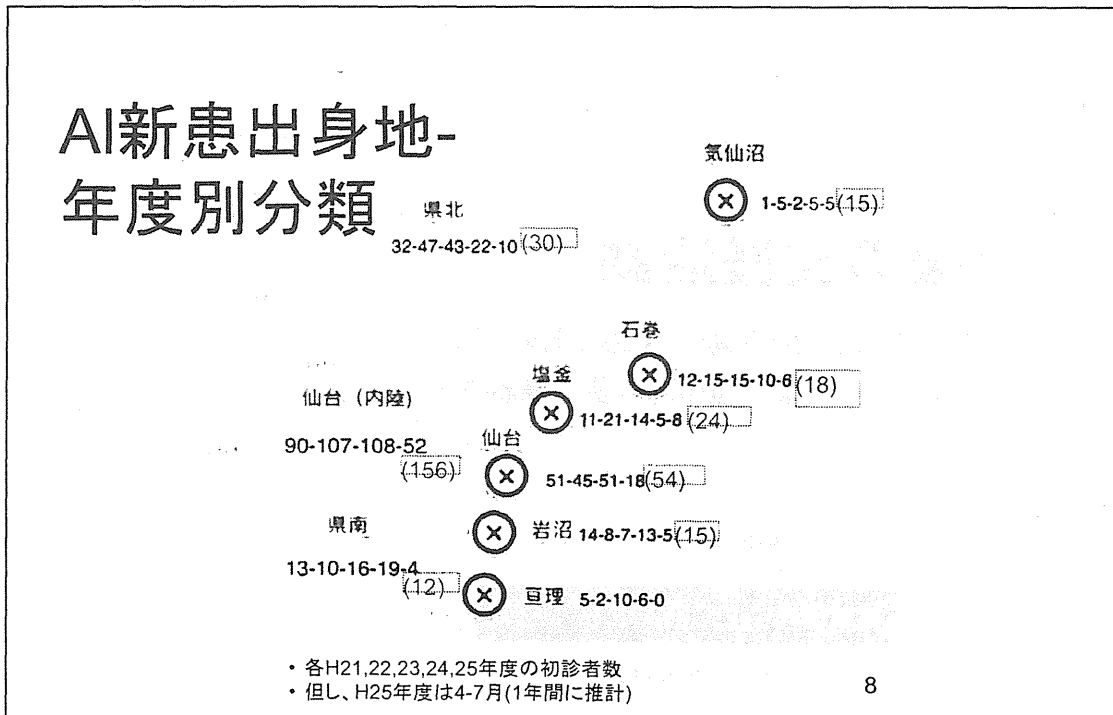 AI新患出身地-
年度別分類
気仙沼
1-5-2-5-5(15)
県北
32-47-43-22-10(30)
石巻
12-15-15-10-6(18)
塩釜
11-21-14-5-8(24)
仙台（内陸)
90-107-108-52
(156)
仙台
51-45-51-18(54)
岩沼 14-8-7-13-5(15)
県南
13-10-16-19-4
(12)
亘理 5-2-10-6-0
・各H21,22,23,24,25年度の初診者数
・但し、H25年度は4-7月(1年間に推計)
8